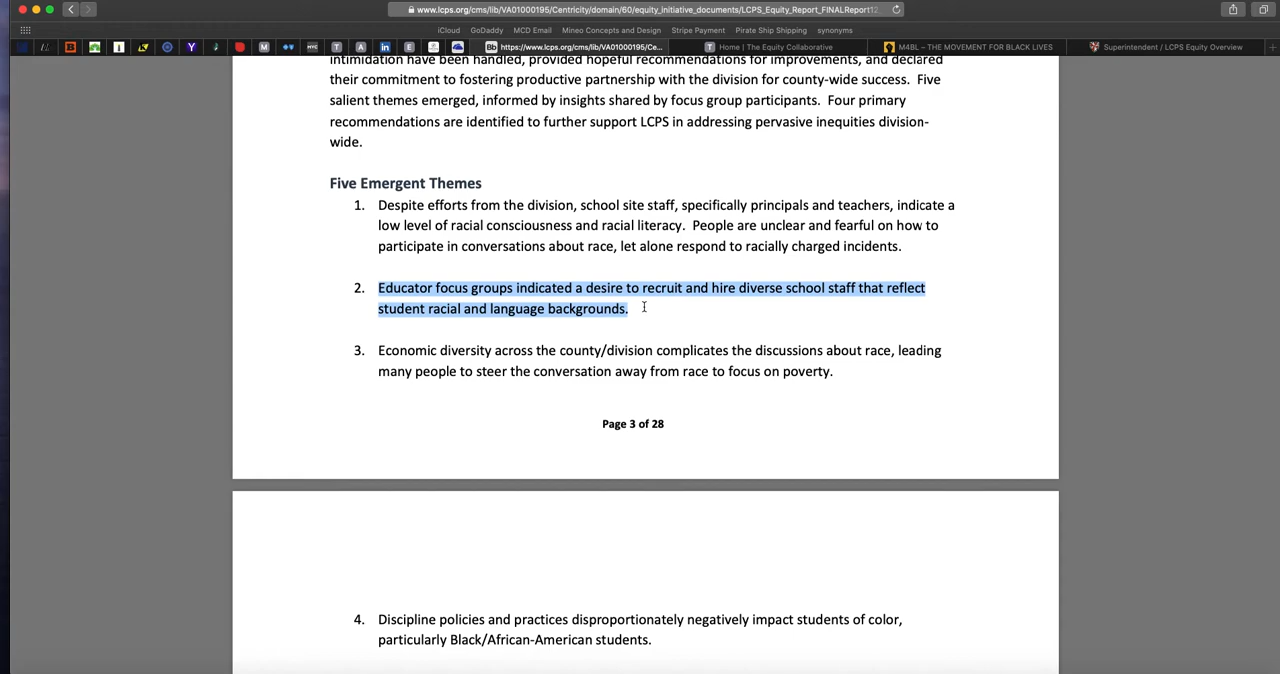 www.lcps.org/cms/lib/VA01000195/Centricity/domain/60/equity_initiative_documents/LCPS_Equity_Report_FINALReport12_
iCloud GoDaddy MCD Email Mineo Concepts and Design Stripe Payment Pirate Ship Shipping synonyms
https://www.lcps.org/cms/lib/VA01000195/Ce... Home | The Equity Collaborative M4BL – THE MOVEMENT FOR BLACK LIVES Superintendent / LCPS Equity Overview
intimidation have been handled, provided hopeful recommendations for improvements, and declared
their commitment to fostering productive partnership with the division for county-wide success. Five
salient themes emerged, informed by insights shared by focus group participants. Four primary
recommendations are identified to further support LCPS in addressing pervasive inequities division-
wide.
Five Emergent Themes
1. Despite efforts from the division, school site staff, specifically principals and teachers, indicate a
low level of racial consciousness and racial literacy. People are unclear and fearful on how to
participate in conversations about race, let alone respond to racially charged incidents.
2. Educator focus groups indicated a desire to recruit and hire diverse school staff that reflect
student racial and language backgrounds.
3. Economic diversity across the county/division complicates the discussions about race, leading
many people to steer the conversation away from race to focus on poverty.
Page 3 of 28
4. Discipline policies and practices disproportionately negatively impact students of color,
particularly Black/African-American students.